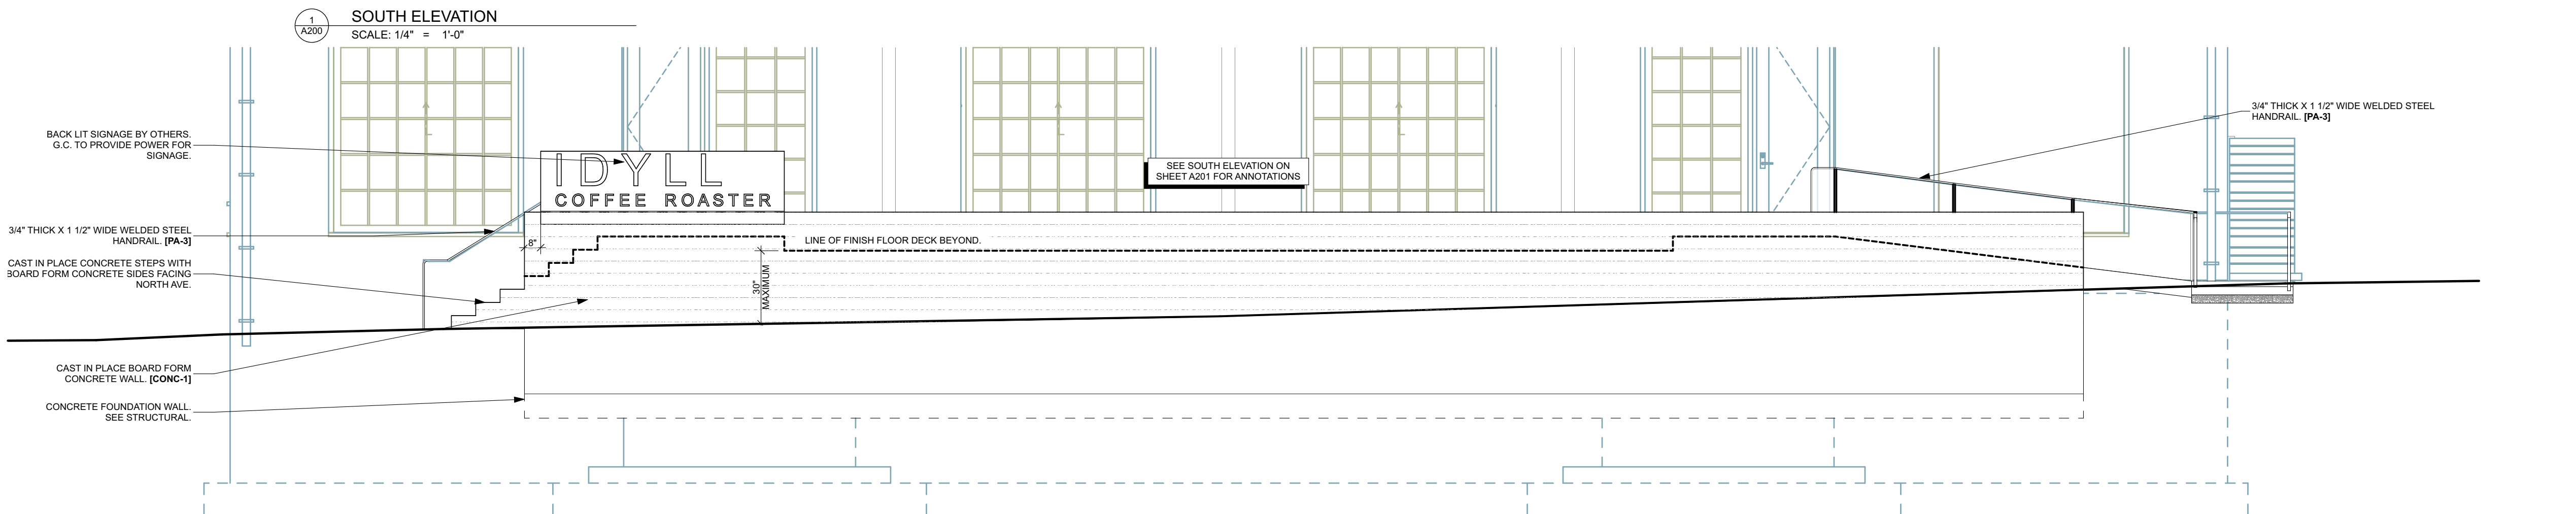 1
A200
SOUTH ELEVATION
SCALE: 1/4" = 1'-0"
BACK LIT SIGNAGE BY OTHERS.
G.C. TO PROVIDE POWER FOR
SIGNAGE.
3/4" THICK X 1 1/2" WIDE WELDED STEEL
HANDRAIL. [PA-3]
CAST IN PLACE CONCRETE STEPS WITH
BOARD FORM CONCRETE SIDES FACING
NORTH AVE.
CAST IN PLACE BOARD FORM
CONCRETE WALL. [CONC-1]
CONCRETE FOUNDATION WALL.
SEE STRUCTURAL.
IDYLL
COFFEE ROASTER
8"
LINE OF FINISH FLOOR DECK BEYOND.
30"
MAXIMUM
SEE SOUTH ELEVATION ON
SHEET A201 FOR ANNOTATIONS
3/4" THICK X 1 1/2" WIDE WELDED STEEL
HANDRAIL. [PA-3]